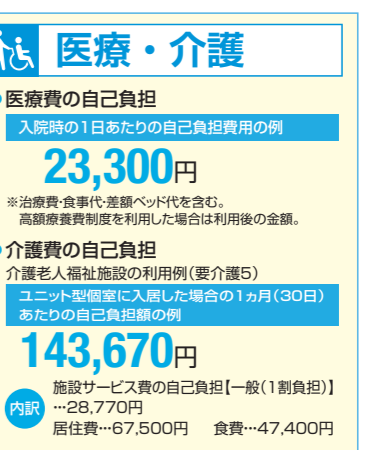 医療・介護
医療費の自己負担
入院時の1日あたりの自己負担費用の例
23,300円
※治療費・食事代・差額ベッド代を含む。
高額療養費制度を利用した場合は利用後の金額。
介護費の自己負担
介護老人福祉施設の利用例（要介護5）
ユニット型個室に入居した場合の1ヵ月（30日）
あたりの自己負担額の例
143,670円
内訳
施設サービス費の自己負担【一般（1割負担）】
…28,770円
居住費…67,500円　食費…47,400円